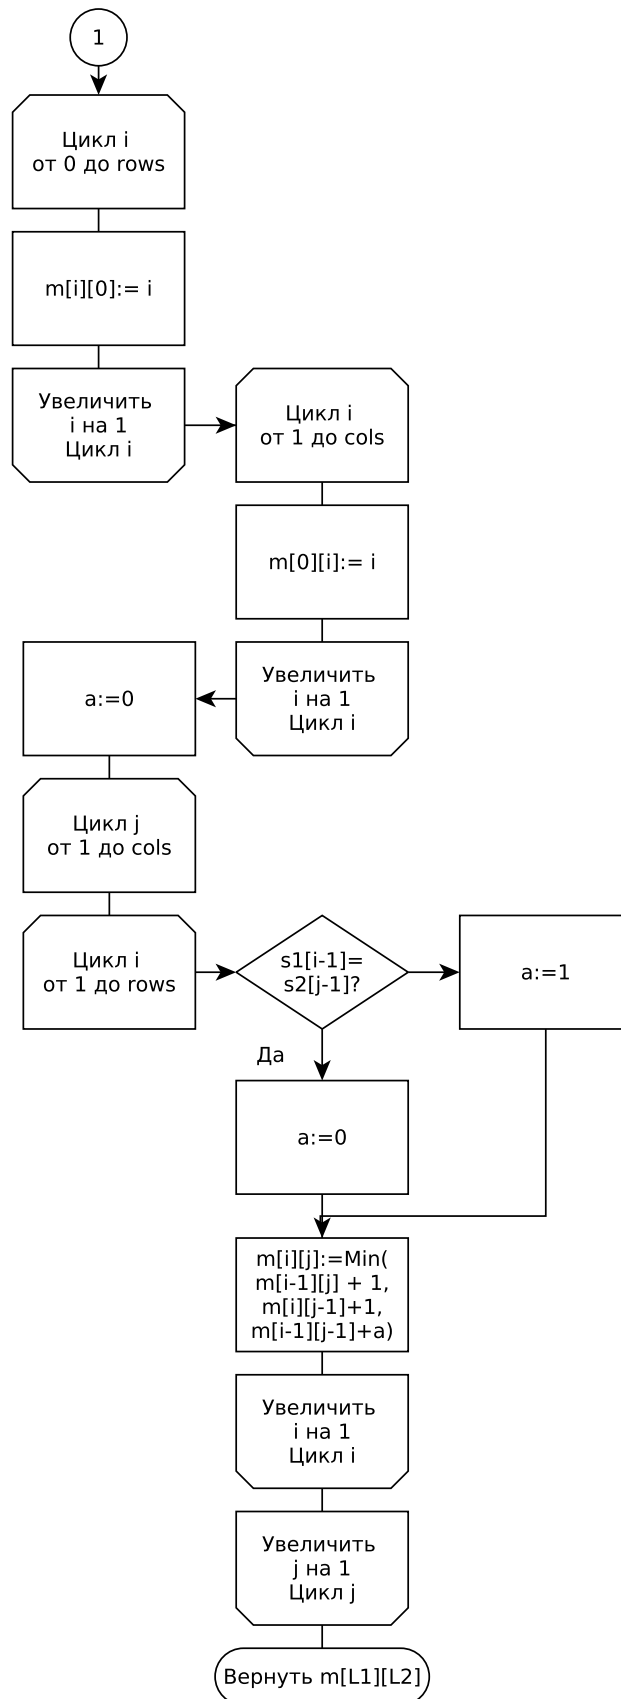 1
Цикл i
от 0 до rows
m[i][0]:= i
Увеличить
i на 1
Цикл i
Цикл i
от 1 до cols
m[0][i]:= i
Увеличить
i на 1
Цикл i
a:=0
Цикл j
от 1 до cols
Цикл i
от 1 до rows
s1[i-1]=
s2[j-1]?
a:=1
Да
a:=0
m[i][j]:=Min(
m[i-1][j] + 1,
m[i][j-1]+1,
m[i-1][j-1]+a)
Увеличить
i на 1
Цикл i
Увеличить
j на 1
Цикл j
Вернуть m[L1][L2]